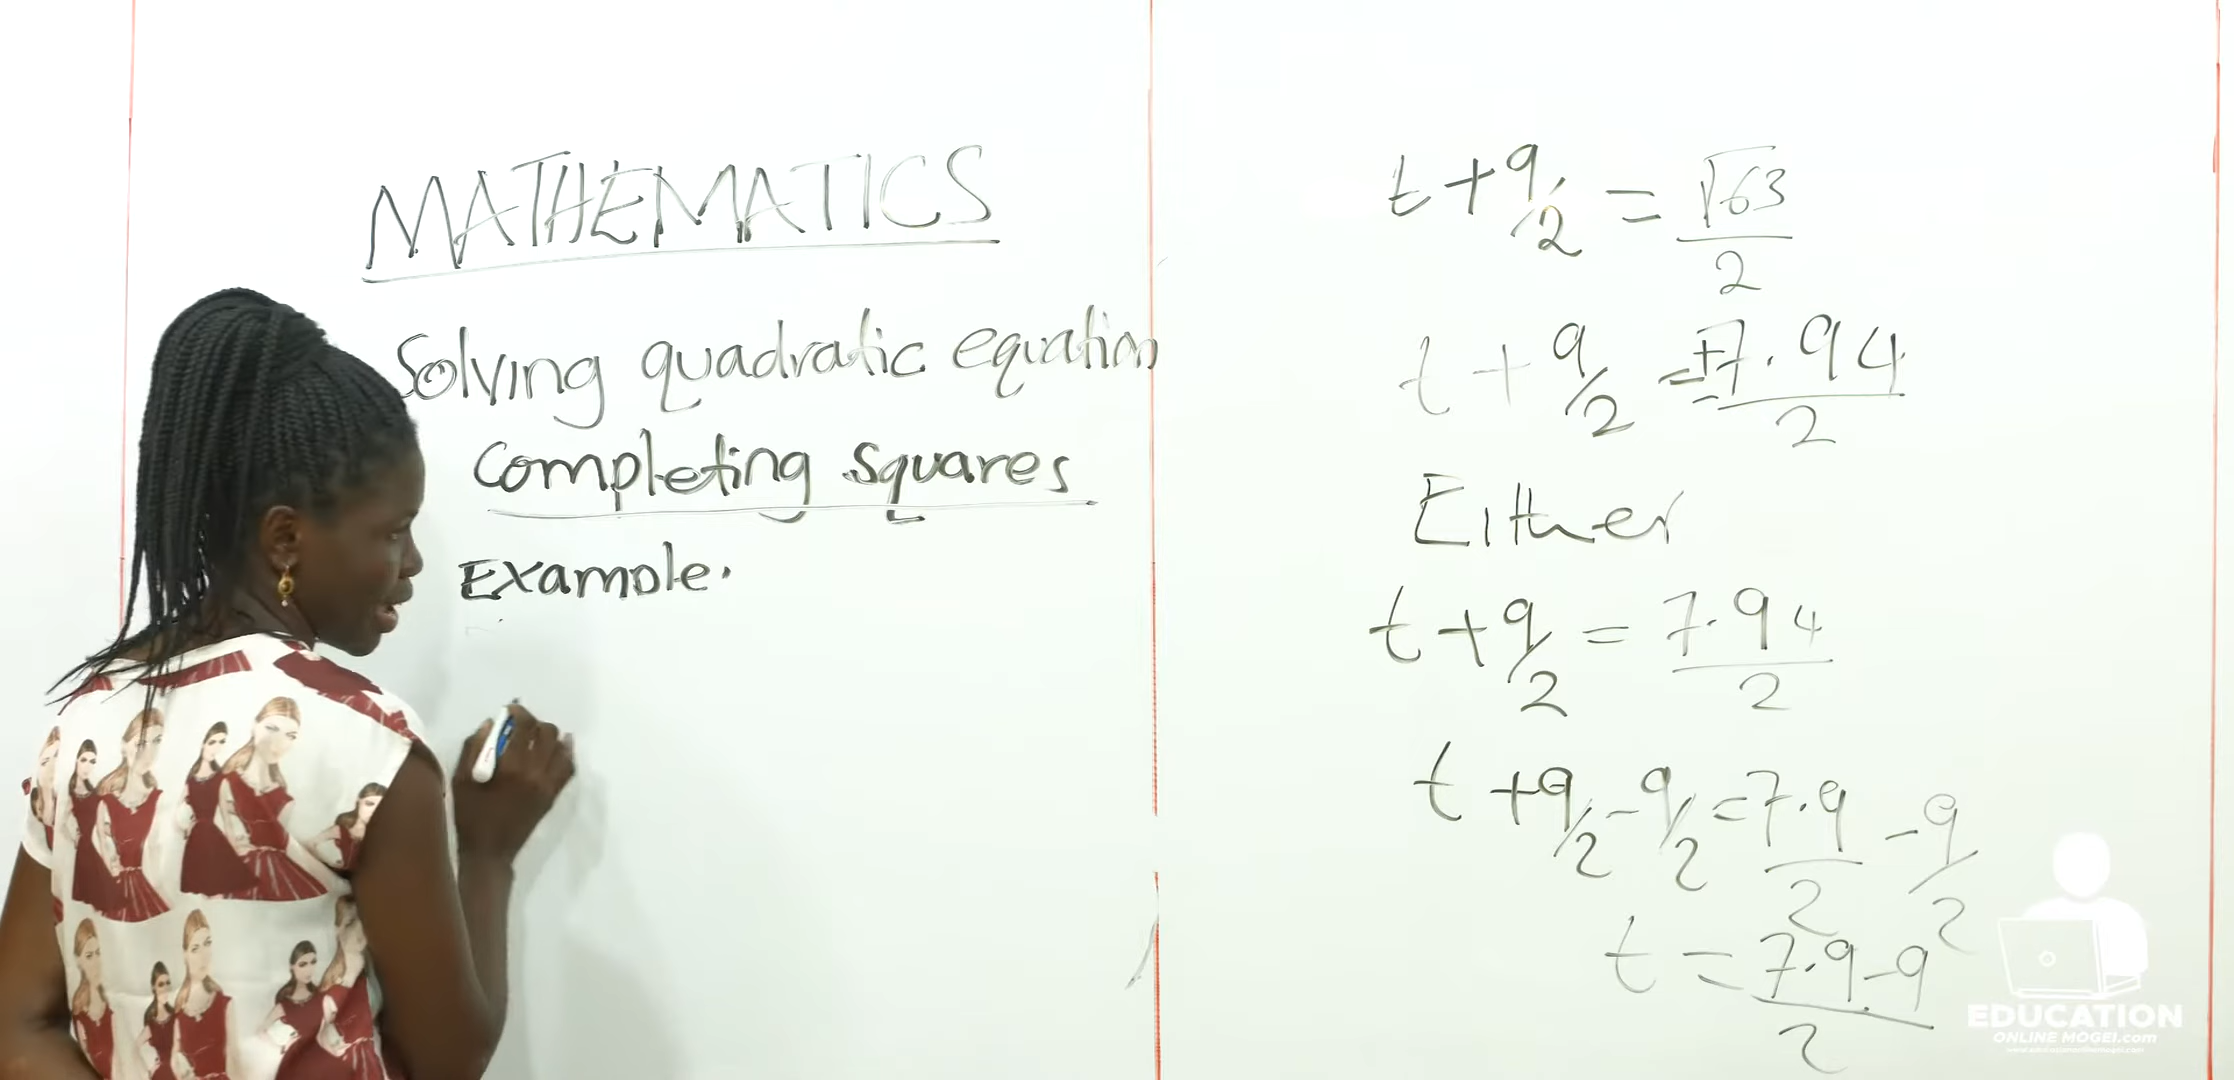 MATHEMATICS
Solving quadratic equation
Completing Squares
Example.
t + 9/2 = √63/2
t + 9/2 = ±7.94/2
Either
t + 9/2 = 7.94/2
t + 9/2 - 9/2 = 7.9/2 - 9/2
t = 7.9-9/2
EDUCATION
ONLINE MOGEI.com